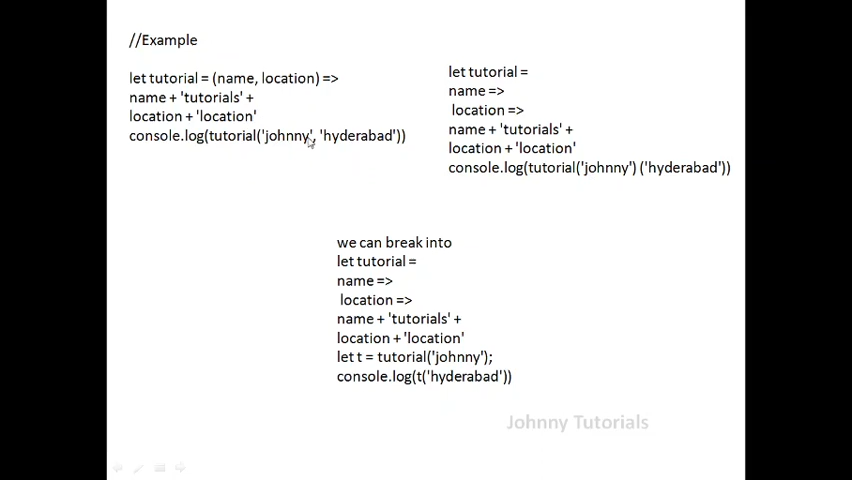 //Example
let tutorial = (name, location) =>
name + 'tutorials' +
location + 'location'
console.log(tutorial('johnny', 'hyderabad'))
let tutorial =
name =>
location =>
name + 'tutorials' +
location + 'location'
console.log(tutorial('johnny') ('hyderabad'))
we can break into
let tutorial =
name =>
location =>
name + 'tutorials' +
location + 'location'
let t = tutorial('johnny');
console.log(t('hyderabad'))
Johnny Tutorials